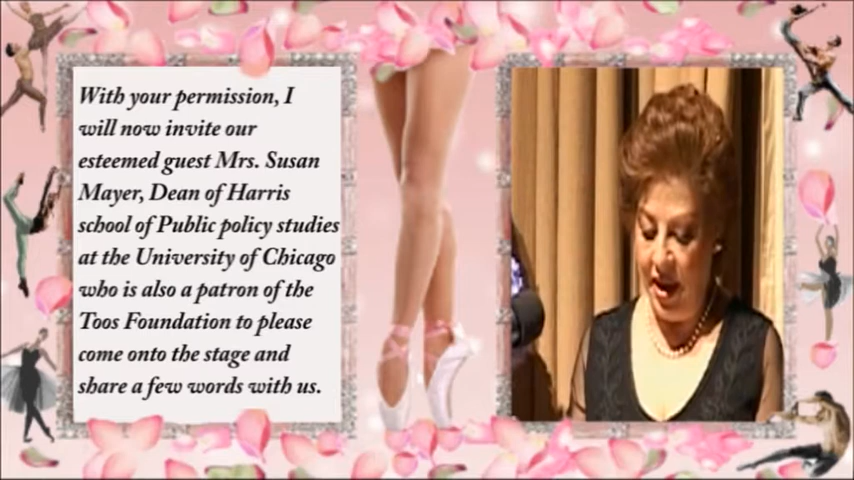 With your permission, I
will now invite our
esteemed guest Mrs. Susan
Mayer, Dean of Harris
school of Public policy studies
at the University of Chicago
who is also a patron of the
Toos Foundation to please
come onto the stage and
share a few words with us.